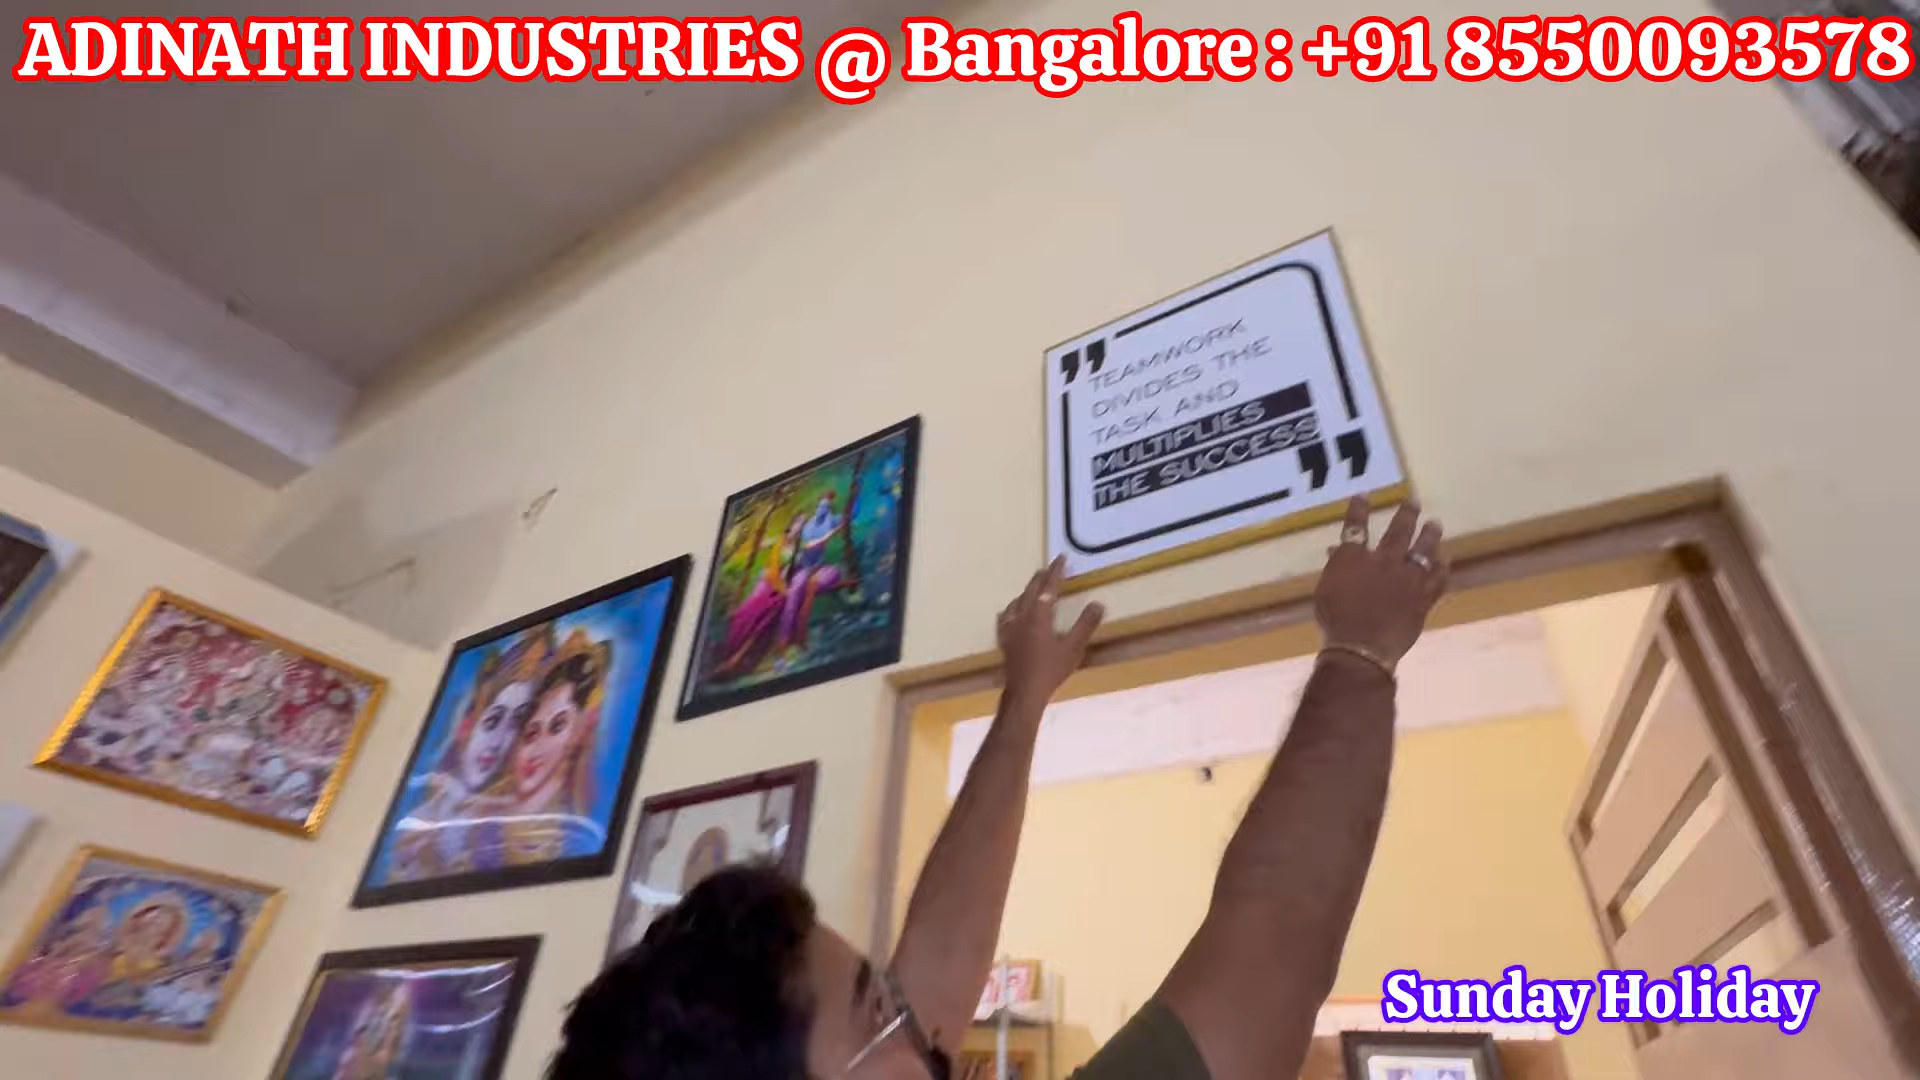 ADINATH INDUSTRIES @ Bangalore : +91 8550093578
TEAMWORK
DIVIDES THE
TASK AND
MULTIPLIES
THE SUCCESS
Sunday Holiday